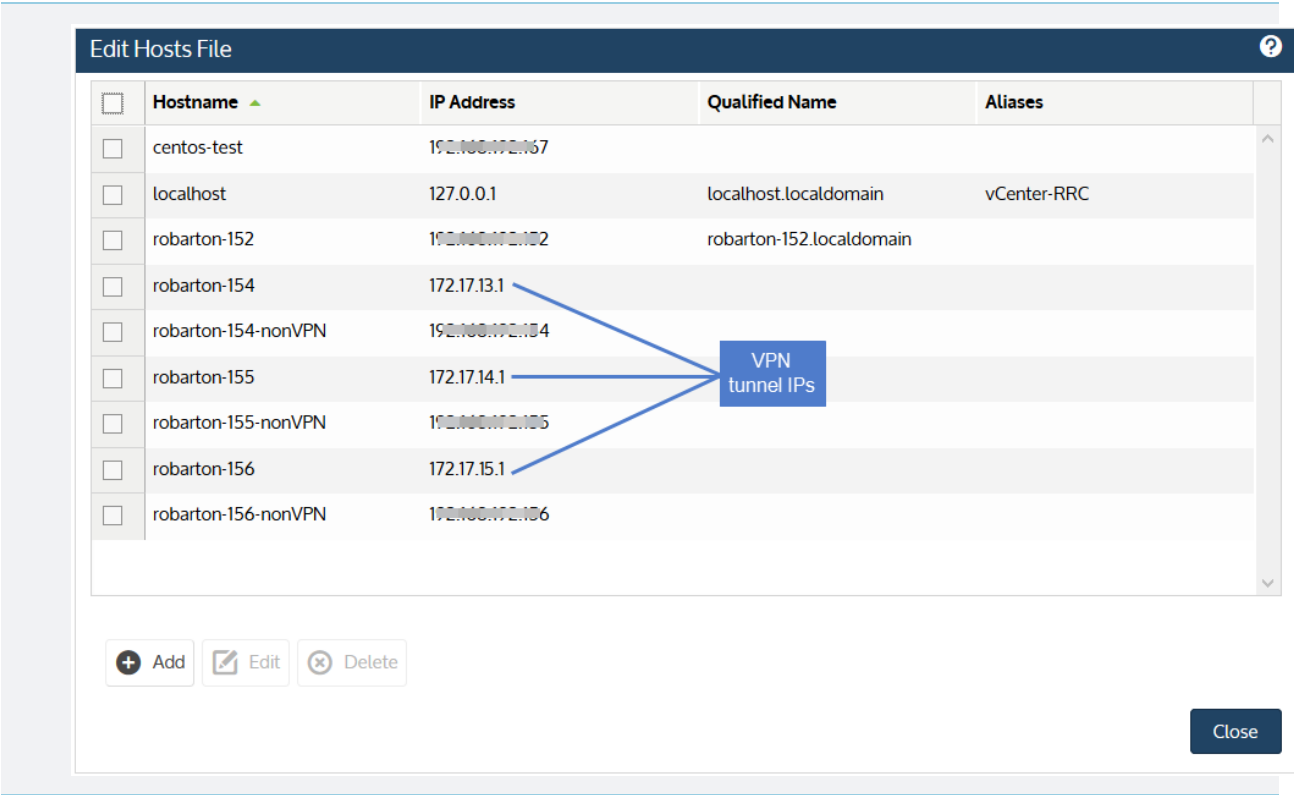 Edit Hosts File
Hostname IP Address Qualified Name Aliases
centos-test
localhost 127.0.0.1 localhost.localdomain vCenter-RRC
robarton-152 robarton-152.localdomain
robarton-154 172.17.13.1
robarton-154-nonVPN
robarton-155 172.17.14.1
robarton-155-nonVPN
robarton-156 172.17.15.1
robarton-156-nonVPN
VPN
tunnel IPs
Add Edit Delete
Close